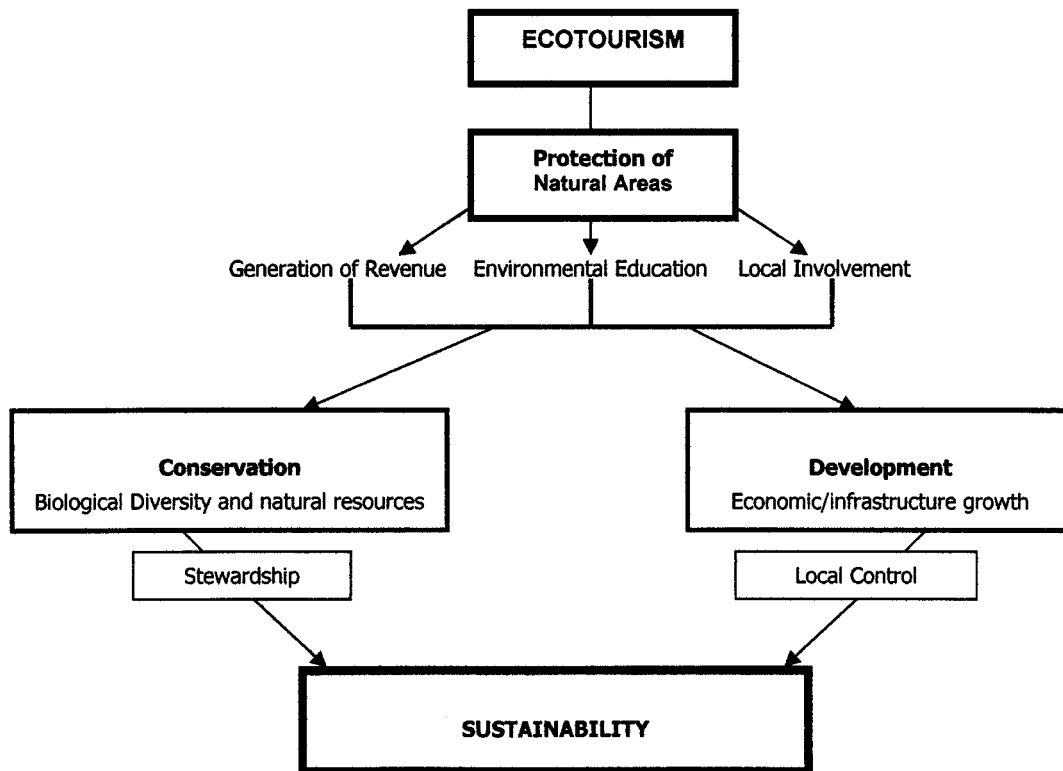 ECOTOURISM
Protection of
Natural Areas
Generation of Revenue
Environmental Education
Local Involvement
Conservation
Biological Diversity and natural resources
Development
Economic/infrastructure growth
Stewardship
Local Control
SUSTAINABILITY